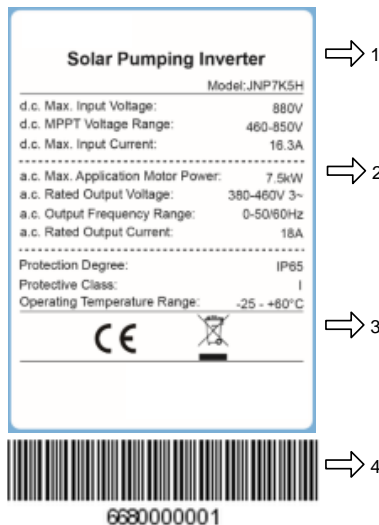 Solar Pumping Inverter
Model:JNP7K5H
d.c. Max. Input Voltage: 880V
d.c. MPPT Voltage Range: 460-850V
d.c. Max. Input Current: 16.3A
a.c. Max. Application Motor Power: 7.5kW
a.c. Rated Output Voltage: 380-460V 3~
a.c. Output Frequency Range: 0-50/60Hz
a.c. Rated Output Current: 18A
Protection Degree: IP65
Protective Class: I
Operating Temperature Range: -25 - +60°C
CE
6680000001
1
2
3
4